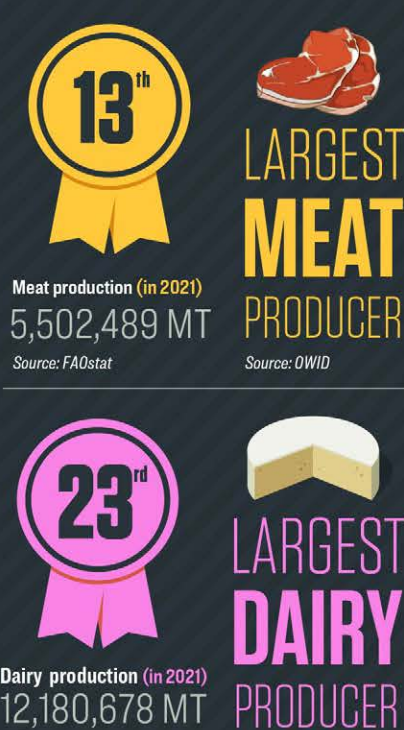 13th
LARGEST
MEAT
PRODUCER
Meat production (in 2021)
5,502,489 MT
Source: FAOstat
Source: OWID
23rd
LARGEST
DAIRY
PRODUCER
Dairy production (in 2021)
12,180,678 MT